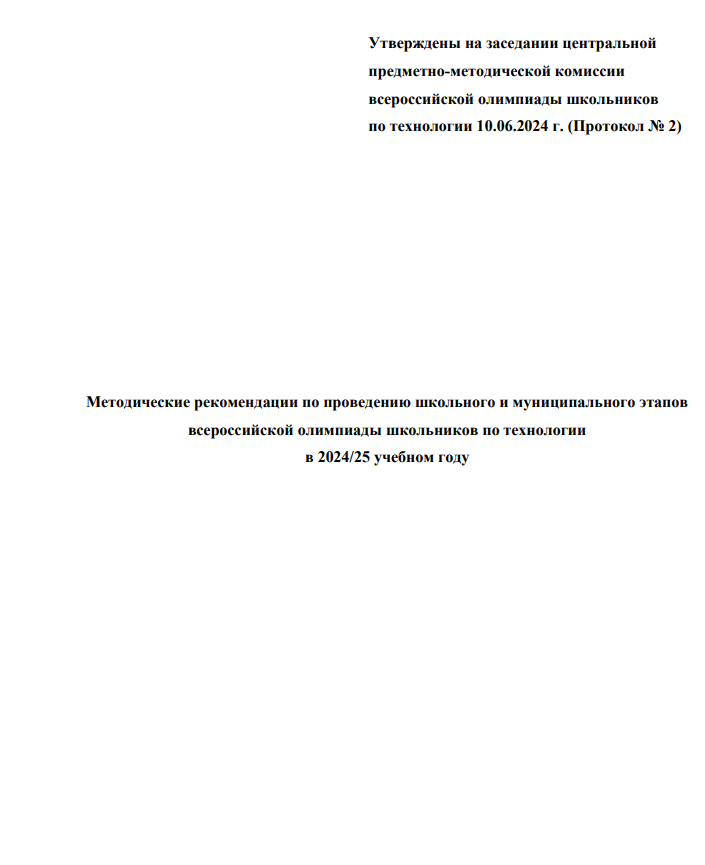 Утверждены на заседании центральной
предметно-методической комиссии
всероссийской олимпиады школьников
по технологии 10.06.2024 г. (Протокол № 2)
Методические рекомендации по проведению школьного и муниципального этапов
всероссийской олимпиады школьников по технологии
в 2024/25 учебном году